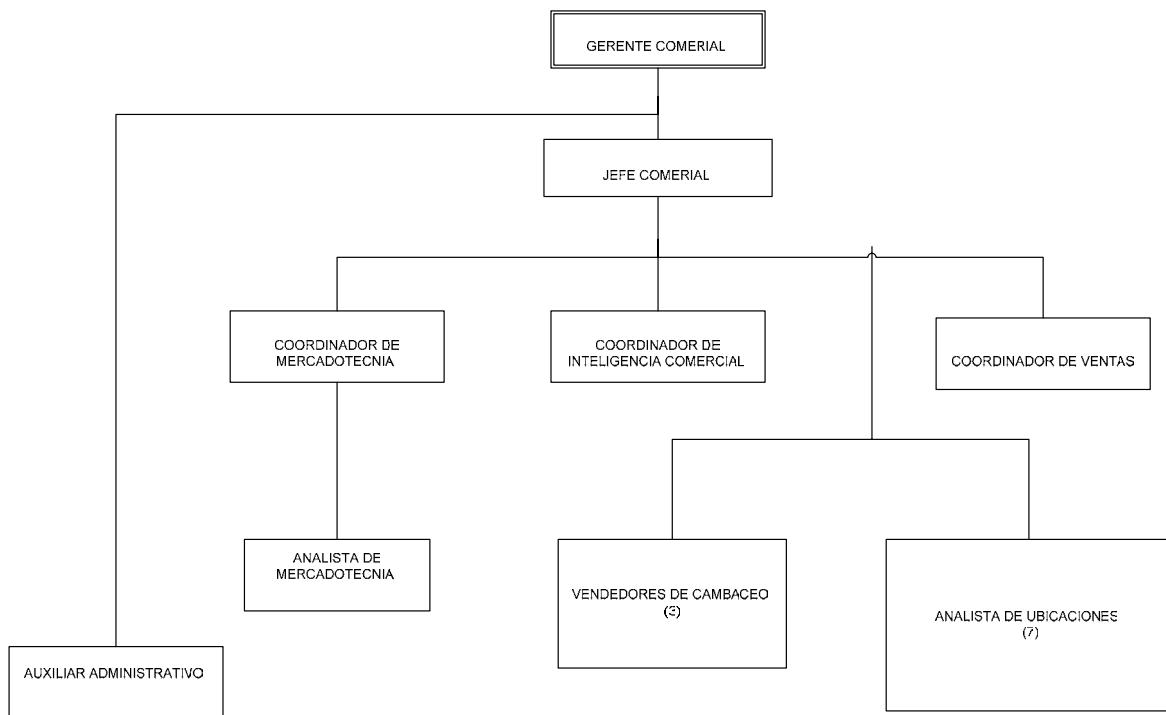 GERENTE COMERIAL
JEFE COMERIAL
COORDINADOR DE
MERCADOTECNIA
COORDINADOR DE
INTELIGENCIA COMERCIAL
COORDINADOR DE VENTAS
ANALISTA DE
MERCADOTECNIA
VENDEDORES DE CAMBACEO
(3)
ANALISTA DE UBICACIONES
(7)
AUXILIAR ADMINISTRATIVO